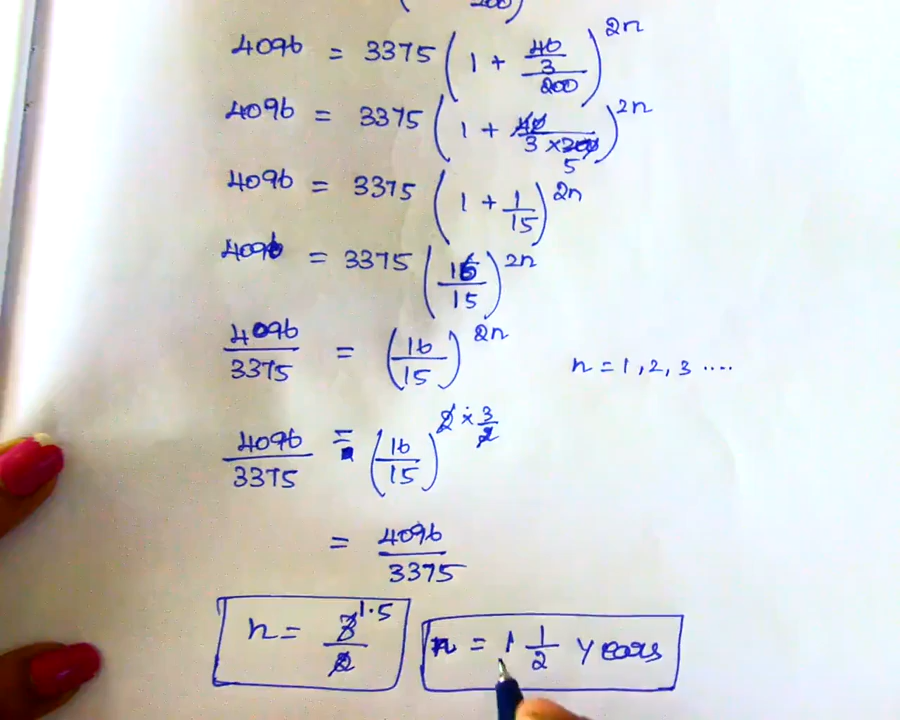 200)
4096 = 3375 (1 + 40/3/200)^2n
4096 = 3375 (1 + 40/3×200 5)^2n
4096 = 3375 (1 + 1/15)^2n
4096 = 3375 (16/15)^2n
4096/3375 = (16/15)^2n n = 1, 2, 3 ....
4096/3375 = (16/15)^2×3/2
= 4096/3375
n = 3/2 1.5 n = 1 1/2 years